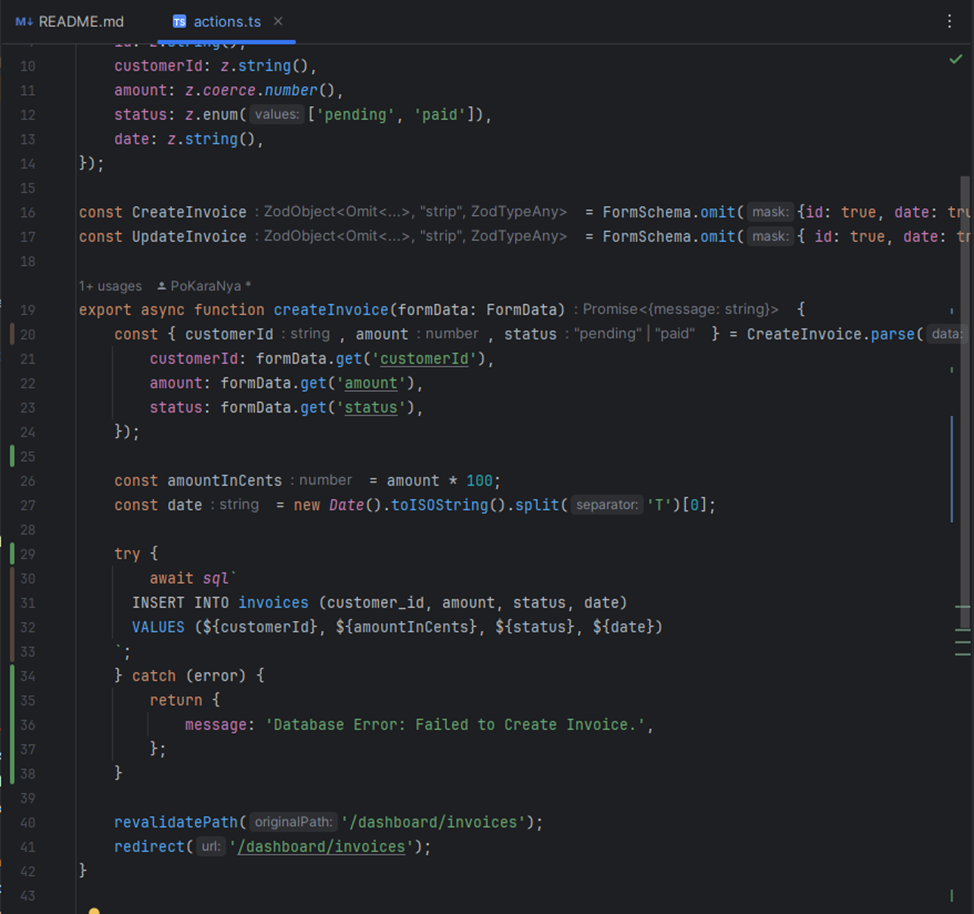 M↓ README.md
TS actions.ts ×
9 id: z.string(),
10 customerId: z.string(),
11 amount: z.coerce.number(),
12 status: z.enum( values: ['pending', 'paid']),
13 date: z.string(),
14 });
15
16 const CreateInvoice : ZodObject<Omit<...>, "strip", ZodTypeAny> = FormSchema.omit( mask: {id: true, date: tru
17 const UpdateInvoice : ZodObject<Omit<...>, "strip", ZodTypeAny> = FormSchema.omit( mask: { id: true, date: tr
18
1+ usages PoKaraNya *
19 export async function createInvoice(formData: FormData) : Promise<{message: string}> {
20 const { customerId : string , amount : number , status : "pending" | "paid" } = CreateInvoice.parse( data:
21 customerId: formData.get('customerId'),
22 amount: formData.get('amount'),
23 status: formData.get('status'),
24 });
25
26 const amountInCents : number = amount * 100;
27 const date : string = new Date().toISOString().split( separator: 'T')[0];
28
29 try {
30 await sql`
31 INSERT INTO invoices (customer_id, amount, status, date)
32 VALUES (${customerId}, ${amountInCents}, ${status}, ${date})
33 `;
34 } catch (error) {
35 return {
36 message: 'Database Error: Failed to Create Invoice.',
37 };
38 }
39
40 revalidatePath( originalPath: '/dashboard/invoices');
41 redirect( url: '/dashboard/invoices');
42 }
43